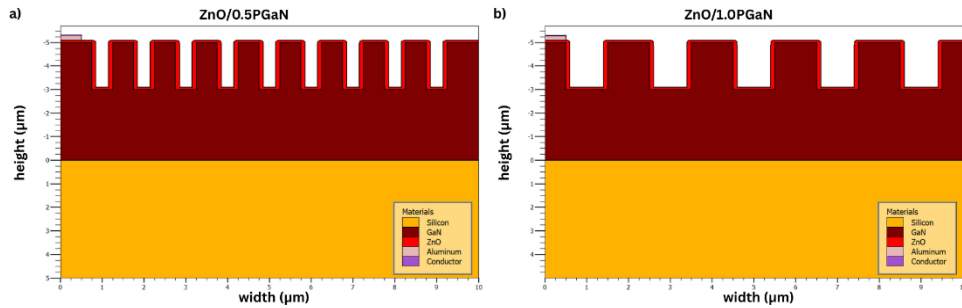 a)
ZnO/0.5PGaN
height (µm)
-5
-4
-3
-2
-1
0
1
2
3
4
5
0 1 2 3 4 5 6 7 8 9 10
width (µm)
Materials
Silicon
GaN
ZnO
Aluminum
Conductor
b)
ZnO/1.0PGaN
height (µm)
-5
-4
-3
-2
-1
0
1
2
3
4
0 1 2 3 4 5 6 7 8 9 10
width (µm)
Materials
Silicon
GaN
ZnO
Aluminum
Conductor